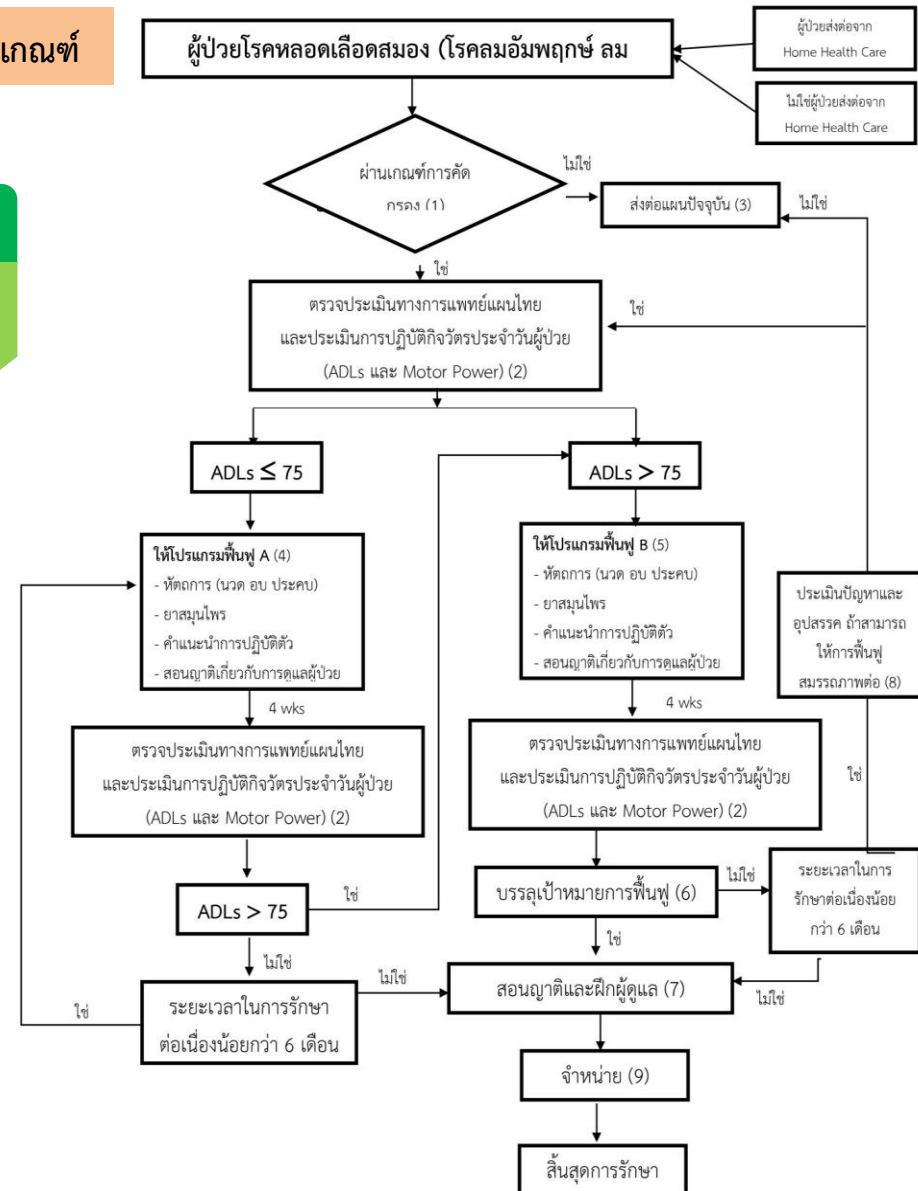 เกณฑ์
ผู้ป่วยโรคหลอดเลือดสมอง (โรคลมอัมพฤกษ์ ลม
ผู้ป่วยส่งต่อจาก
Home Health Care
ไม่ใช่ผู้ป่วยส่งต่อจาก
Home Health Care
ผ่านเกณฑ์การคัด
กรอง (1)
ไม่ใช่
ส่งต่อแผนปัจจุบัน (3)
ไม่ใช่
ใช่
ตรวจประเมินทางการแพทย์แผนไทย
และประเมินการปฏิบัติกิจวัตรประจำวันผู้ป่วย
(ADLs และ Motor Power) (2)
ใช่
ADLs ≤ 75
ADLs > 75
ให้โปรแกรมฟื้นฟู A (4)
- หัตถการ (นวด อบ ประคบ)
- ยาสมุนไพร
- คำแนะนำการปฏิบัติตัว
- สอนญาติเกี่ยวกับการดูแลผู้ป่วย
ให้โปรแกรมฟื้นฟู B (5)
- หัตถการ (นวด อบ ประคบ)
- ยาสมุนไพร
- คำแนะนำการปฏิบัติตัว
- สอนญาติเกี่ยวกับการดูแลผู้ป่วย
ประเมินปัญหาและ
อุปสรรค ถ้าสามารถ
ให้การฟื้นฟู
สมรรถภาพต่อ (8)
4 wks
4 wks
ตรวจประเมินทางการแพทย์แผนไทย
และประเมินการปฏิบัติกิจวัตรประจำวันผู้ป่วย
(ADLs และ Motor Power) (2)
ตรวจประเมินทางการแพทย์แผนไทย
และประเมินการปฏิบัติกิจวัตรประจำวันผู้ป่วย
(ADLs และ Motor Power) (2)
ใช่
ADLs > 75
ใช่
บรรลุเป้าหมายการฟื้นฟู (6)
ไม่ใช่
ระยะเวลาในการ
รักษาต่อเนื่องน้อย
กว่า 6 เดือน
ไม่ใช่
ใช่
ใช่
ระยะเวลาในการรักษา
ต่อเนื่องน้อยกว่า 6 เดือน
ไม่ใช่
สอนญาติและฝึกผู้ดูแล (7)
ไม่ใช่
จำหน่าย (9)
สิ้นสุดการรักษา